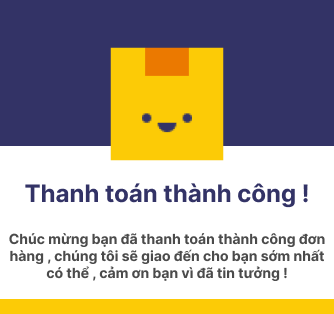 Thanh toán thành công !
Chúc mừng bạn đã thanh toán thành công đơn
hàng , chúng tôi sẽ giao đến cho bạn sớm nhất
có thể , cảm ơn bạn vì đã tin tưởng !